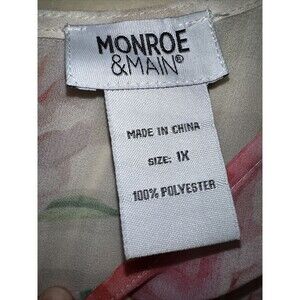 MONROE
&MAIN®
MADE IN CHINA
SIZE: 1X
100% POLYESTER